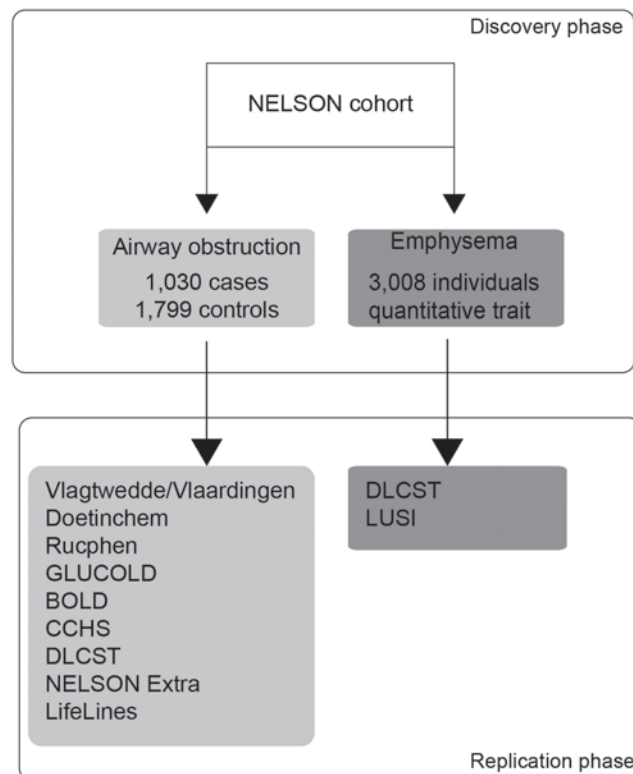 Discovery phase
NELSON cohort
Airway obstruction
1,030 cases
1,799 controls
Emphysema
3,008 individuals
quantitative trait
Vlagtwedde/Vlaardingen
Doetinchem
Rucphen
GLUCOLD
BOLD
CCHS
DLCST
NELSON Extra
LifeLines
DLCST
LUSI
Replication phase